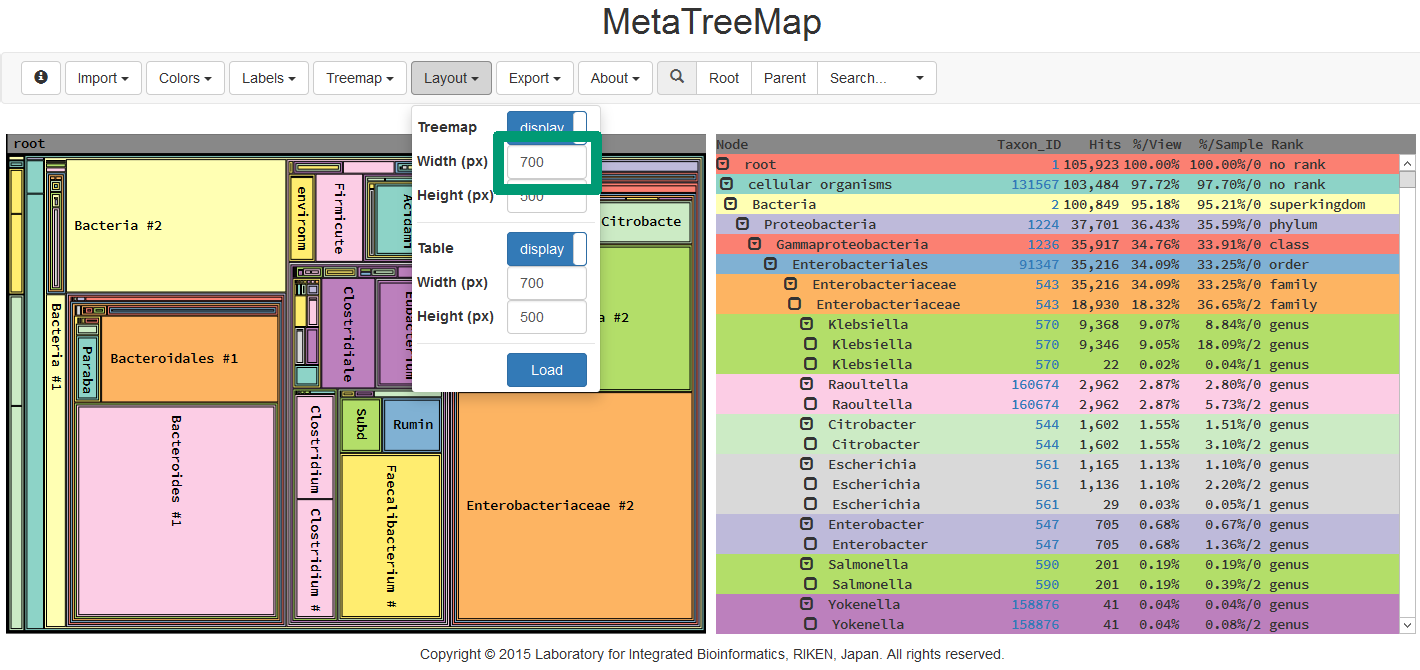 MetaTreeMap
Import Colors Labels Treemap Layout Export About Root Parent Search...
Treemap display
Width (px) 700
Height (px) 500
Table display
Width (px) 700
Height (px) 500
Load
root
Bacteria #2
Bacteria #1
Paraba
Bacteroidales #1
Bacteroides #1
environm
Firmicute
Acidami
Clostridiale
Eubacterium
Clostridium
Clostridium #
Subd
Rumin
Faecalibacterium #
Citrobacte
a #2
Enterobacteriaceae #2
Node Taxon_ID Hits %/View %/Sample Rank
root 1 105,923 100.00% 100.00%/0 no rank
cellular organisms 131567 103,484 97.72% 97.70%/0 no rank
Bacteria 2 100,849 95.18% 95.21%/0 superkingdom
Proteobacteria 1224 37,701 36.43% 35.59%/0 phylum
Gammaproteobacteria 1236 35,917 34.76% 33.91%/0 class
Enterobacteriales 91347 35,216 34.09% 33.25%/0 order
Enterobacteriaceae 543 35,216 34.09% 33.25%/0 family
Enterobacteriaceae 543 18,930 18.32% 36.65%/2 family
Klebsiella 570 9,368 9.07% 8.84%/0 genus
Klebsiella 570 9,346 9.05% 18.09%/2 genus
Klebsiella 570 22 0.02% 0.04%/1 genus
Raoultella 160674 2,962 2.87% 2.80%/0 genus
Raoultella 160674 2,962 2.87% 5.73%/2 genus
Citrobacter 544 1,602 1.55% 1.51%/0 genus
Citrobacter 544 1,602 1.55% 3.10%/2 genus
Escherichia 561 1,165 1.13% 1.10%/0 genus
Escherichia 561 1,136 1.10% 2.20%/2 genus
Escherichia 561 29 0.03% 0.05%/1 genus
Enterobacter 547 705 0.68% 0.67%/0 genus
Enterobacter 547 705 0.68% 1.36%/2 genus
Salmonella 590 201 0.19% 0.19%/0 genus
Salmonella 590 201 0.19% 0.39%/2 genus
Yokenella 158876 41 0.04% 0.04%/0 genus
Yokenella 158876 41 0.04% 0.08%/2 genus
Copyright © 2015 Laboratory for Integrated Bioinformatics, RIKEN, Japan. All rights reserved.